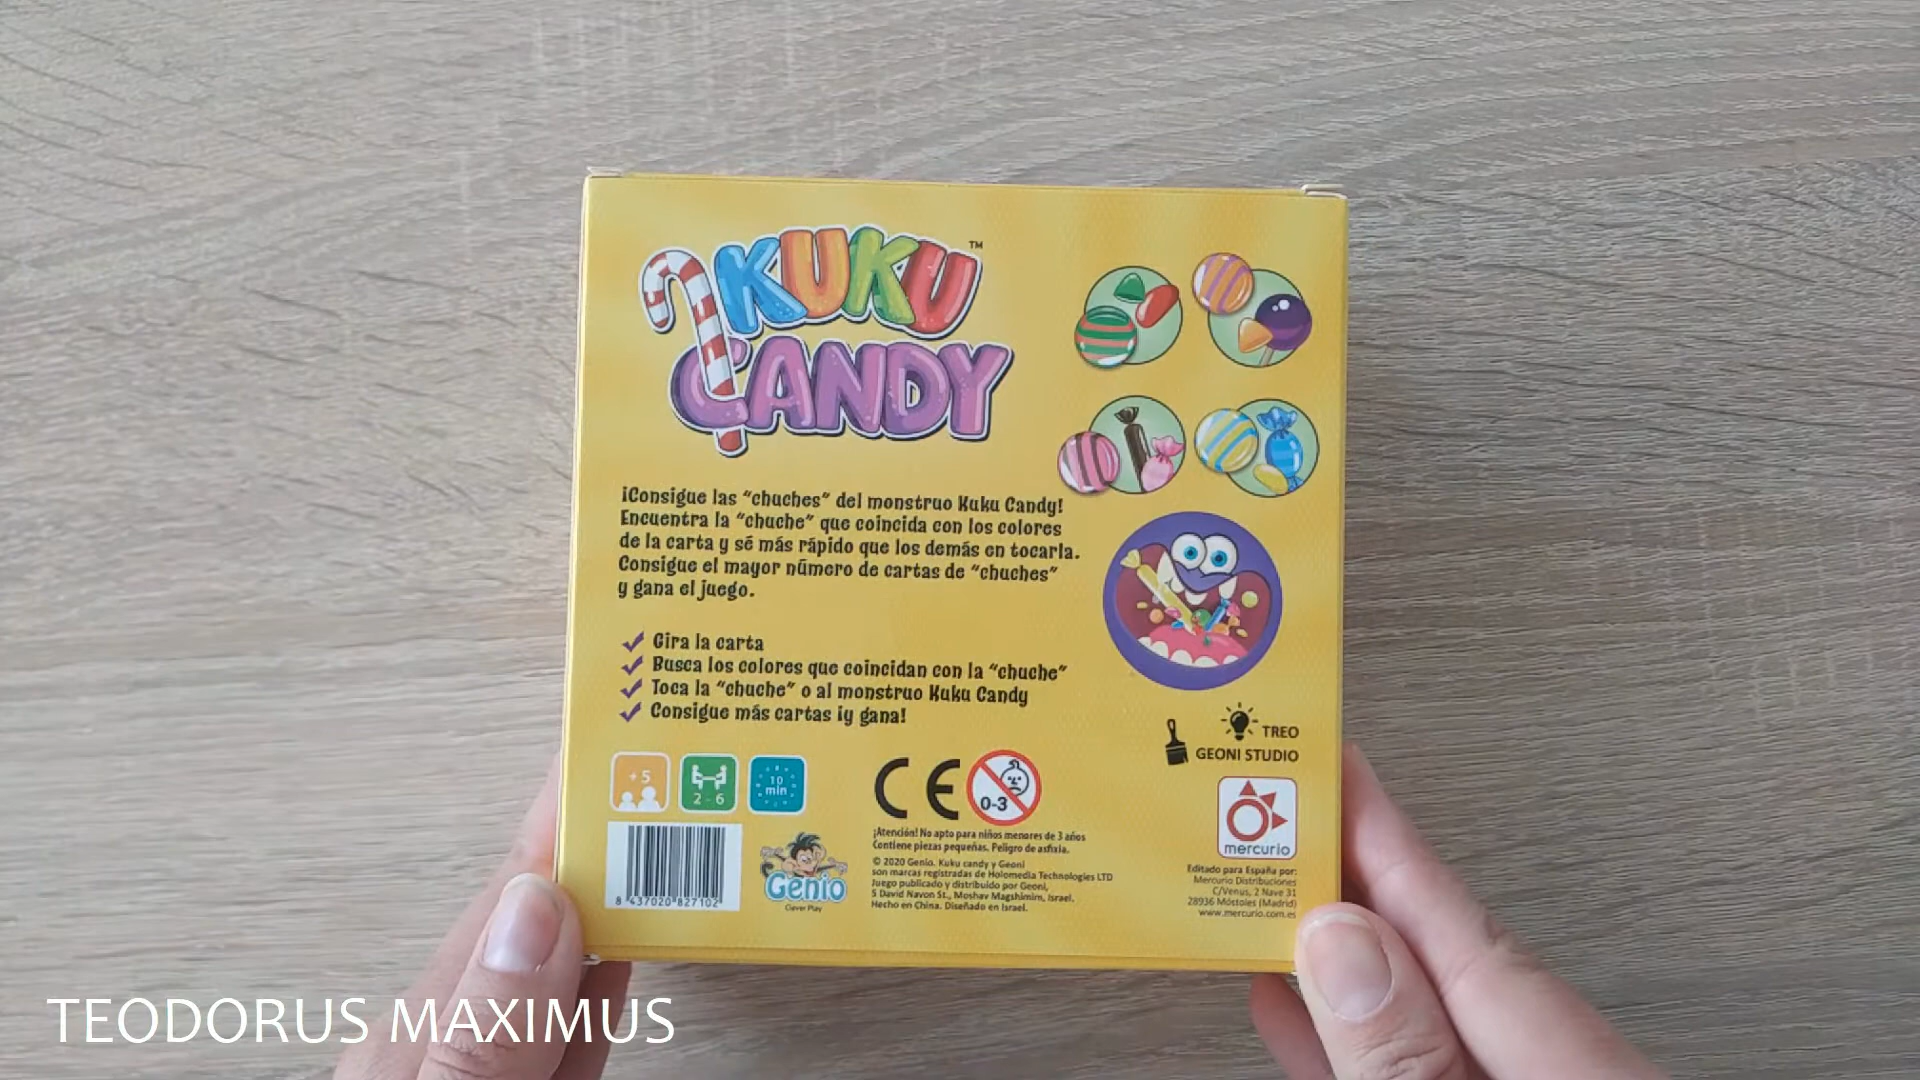 KUKU
CANDY
™
¡Consigue las “chuches” del monstruo Kuku Candy!
Encuentra la “chuche” que coincida con los colores
de la carta y sé más rápido que los demás en tocarla.
Consigue el mayor número de cartas de “chuches”
y gana el juego.
Gira la carta
Busca los colores que coincidan con la “chuche”
Toca la “chuche” o al monstruo Kuku Candy
Consigue más cartas ¡y gana!
TREO
GEONI STUDIO
+5
2 - 6
10
min
CE
0-3
mercurio
8 437020 827102
Genio
Clever Play
¡Atención! No apto para niños menores de 3 años
Contiene piezas pequeñas. Peligro de asfixia.
© 2020 Genio. Kuku candy y Geoni
son marcas registradas de Holomedia Technologies LTD
Juego publicado y distribuido por Geoni,
5 David Navon St., Moshav Magshimim, Israel.
Hecho en China. Diseñado en Israel.
Editado para España por:
Mercurio Distribuciones
C/Venus, 2 Nave 31
28936 Móstoles (Madrid)
www.mercurio.com.es
TEODORUS MAXIMUS